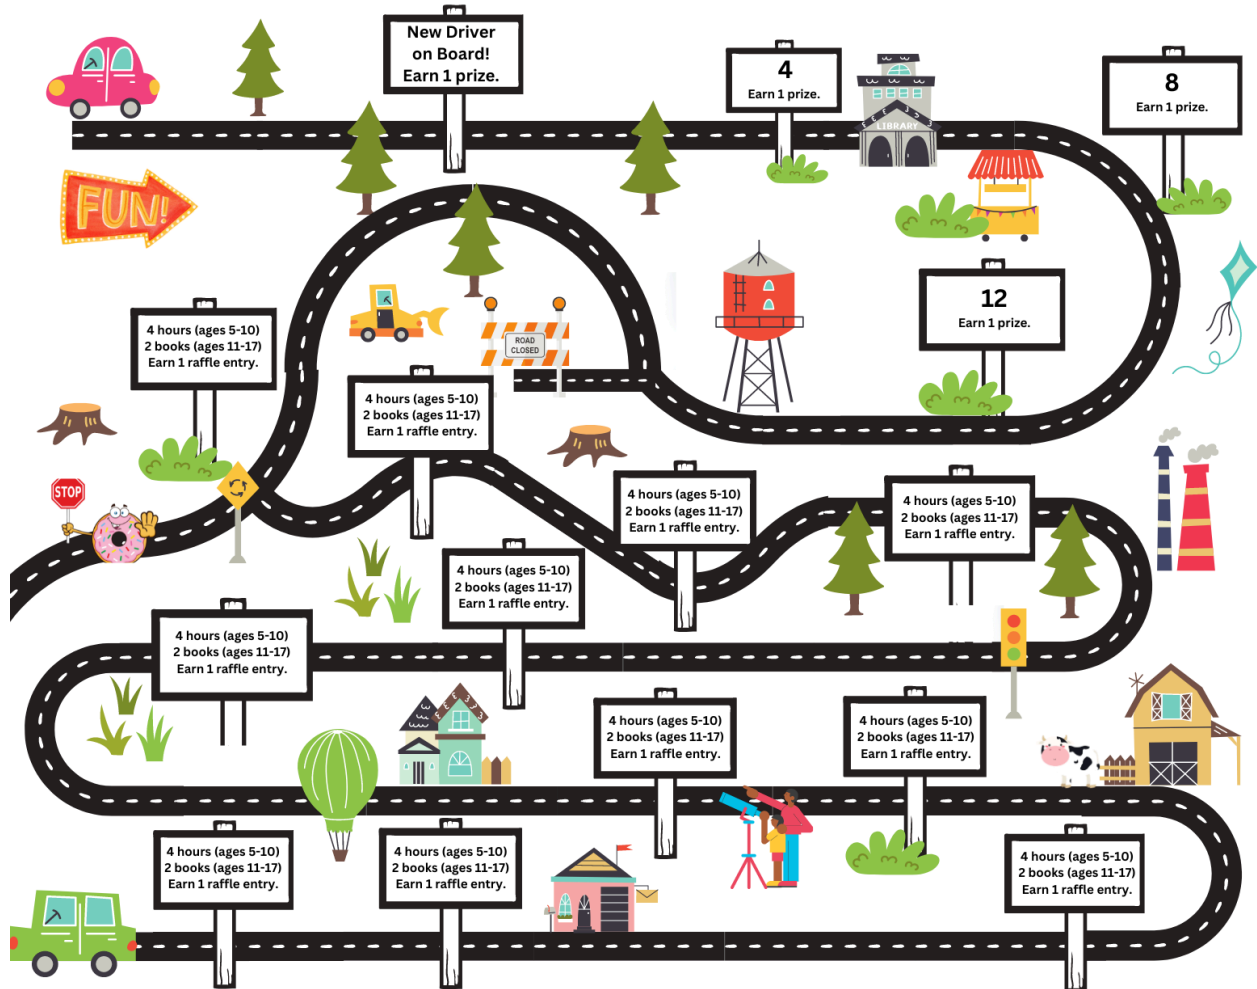 New Driver
on Board!
Earn 1 prize.
4
Earn 1 prize.
LIBRARY
8
Earn 1 prize.
FUN!
12
Earn 1 prize.
4 hours (ages 5-10)
2 books (ages 11-17)
Earn 1 raffle entry.
ROAD
CLOSED
4 hours (ages 5-10)
2 books (ages 11-17)
Earn 1 raffle entry.
STOP
4 hours (ages 5-10)
2 books (ages 11-17)
Earn 1 raffle entry.
4 hours (ages 5-10)
2 books (ages 11-17)
Earn 1 raffle entry.
4 hours (ages 5-10)
2 books (ages 11-17)
Earn 1 raffle entry.
4 hours (ages 5-10)
2 books (ages 11-17)
Earn 1 raffle entry.
4 hours (ages 5-10)
2 books (ages 11-17)
Earn 1 raffle entry.
4 hours (ages 5-10)
2 books (ages 11-17)
Earn 1 raffle entry.
4 hours (ages 5-10)
2 books (ages 11-17)
Earn 1 raffle entry.
4 hours (ages 5-10)
2 books (ages 11-17)
Earn 1 raffle entry.
4 hours (ages 5-10)
2 books (ages 11-17)
Earn 1 raffle entry.